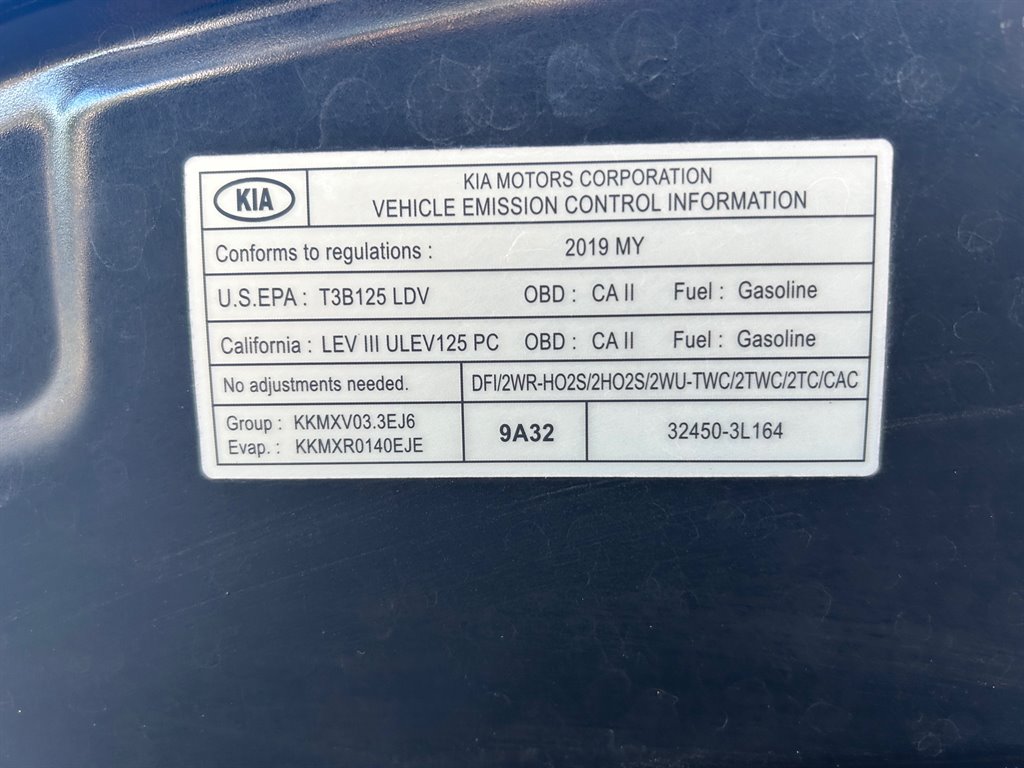 KIA
KIA MOTORS CORPORATION
VEHICLE EMISSION CONTROL INFORMATION
Conforms to regulations : 2019 MY
U.S.EPA : T3B125 LDV OBD : CA II Fuel : Gasoline
California : LEV III ULEV125 PC OBD : CA II Fuel : Gasoline
No adjustments needed. DFI/2WR-HO2S/2HO2S/2WU-TWC/2TWC/2TC/CAC
Group : KKMXV03.3EJ6
Evap. : KKMXR0140EJE
9A32
32450-3L164